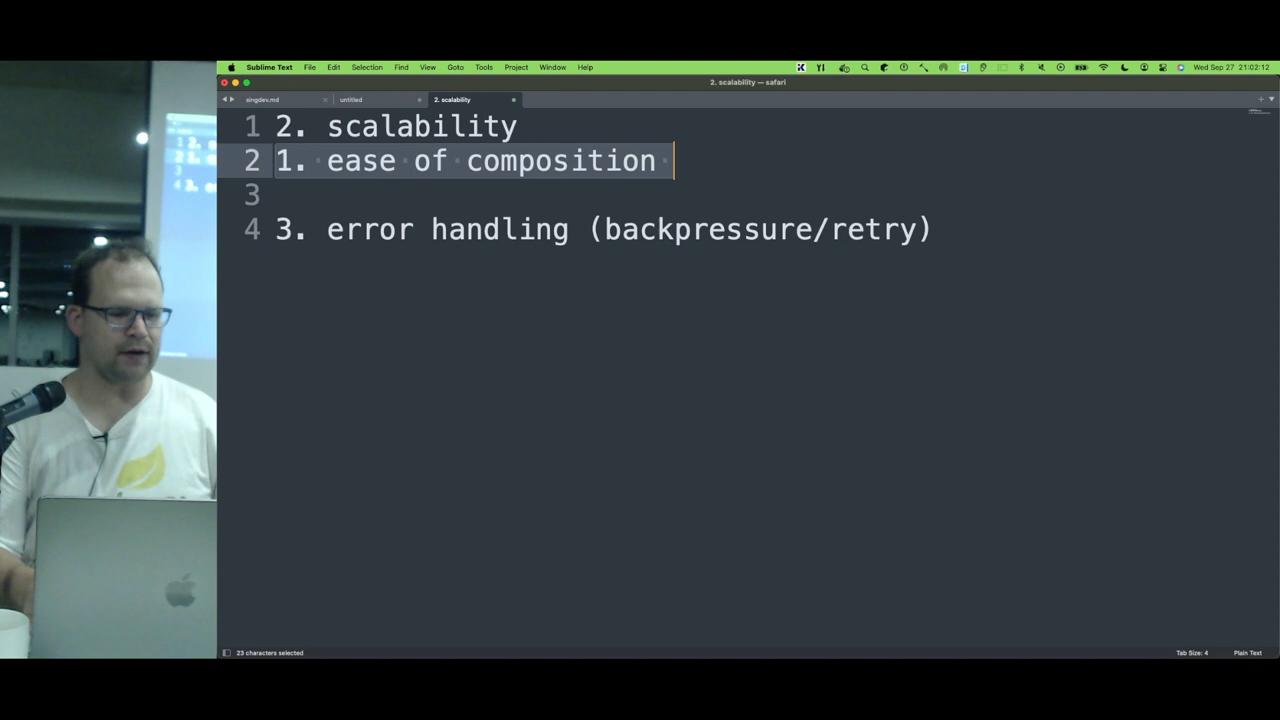 Sublime Text File Edit Selection Find View Goto Tools Project Window Help Wed Sep 27 21:02:12
2. scalability — safari
singdev.md untitled 2. scalability
1 2. scalability
2 1. ease of composition
3
4 3. error handling (backpressure/retry)
23 characters selected Tab Size: 4 Plain Text